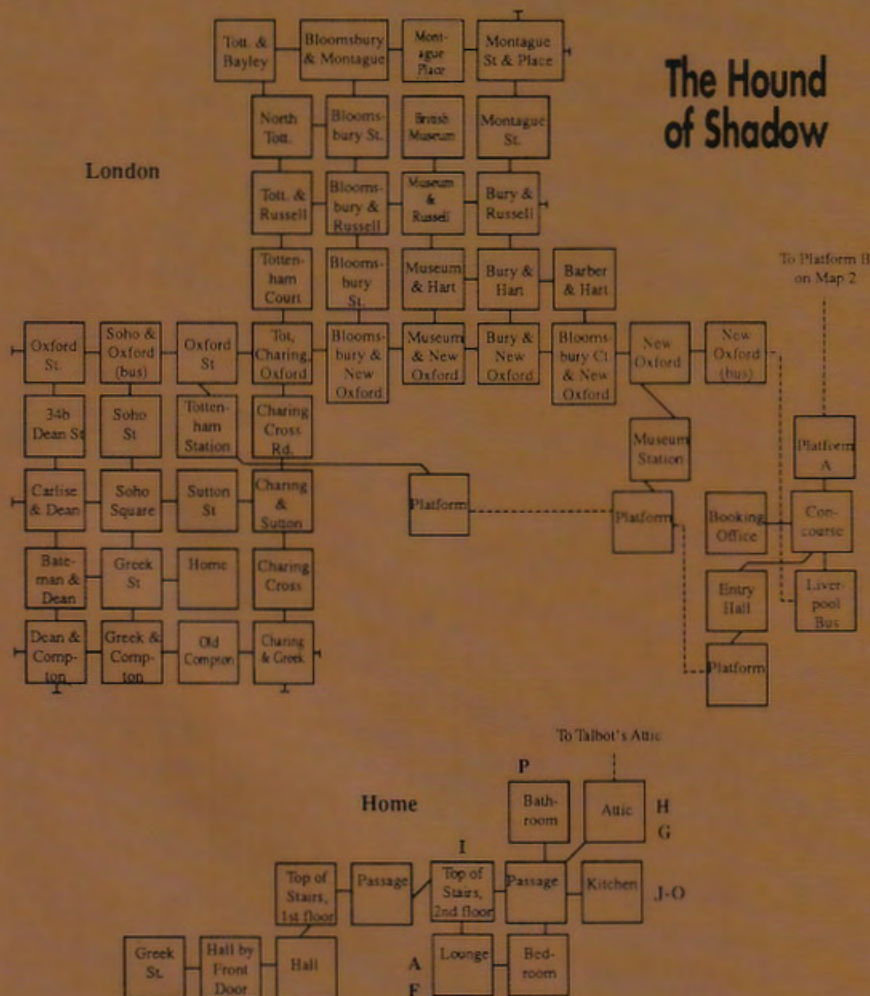 The Hound
of Shadow
London
Tott. &
Bayley
Bloomsbury
& Montague
Mont-
ague
Place
Montague
St & Place
North
Tott.
Blooms-
bury St.
British
Museum
Montague
St.
Tott. &
Russell
Blooms-
bury &
Russell
Museum
&
Russell
Bury &
Russell
Totten-
ham
Court
Blooms-
bury
St.
Museum
& Hart
Bury &
Hart
Barber
& Hart
To Platform B
on Map 2
Oxford
St.
Soho &
Oxford
(bus)
Oxford
St
Tot,
Charing,
Oxford
Blooms-
bury &
New
Oxford
Museum
& New
Oxford
Bury &
New
Oxford
Blooms-
bury Ct
& New
Oxford
New
Oxford
New
Oxford
(bus)
34b
Dean St
Soho
St
Totten-
ham
Station
Charing
Cross
Rd.
Museum
Station
Platform
A
Carlise
& Dean
Soho
Square
Sutton
St
Charing
&
Sutton
Platform
Platform
Booking
Office
Con-
course
Bate-
man &
Dean
Greek
St
Home
Charing
Cross
Entry
Hall
Liver-
pool
Bus
Dean &
Comp-
ton
Greek &
Comp-
ton
Old
Compton
Charing
& Greek
Platform
To Talbot's Attic
Home
P
Bath-
room
Attic
H
G
I
Top of
Stairs,
1st floor
Passage
Top of
Stairs,
2nd floor
Passage
Kitchen
J-O
Greek
St.
Hall by
Front
Door
Hall
A
F
Lounge
Bed-
room